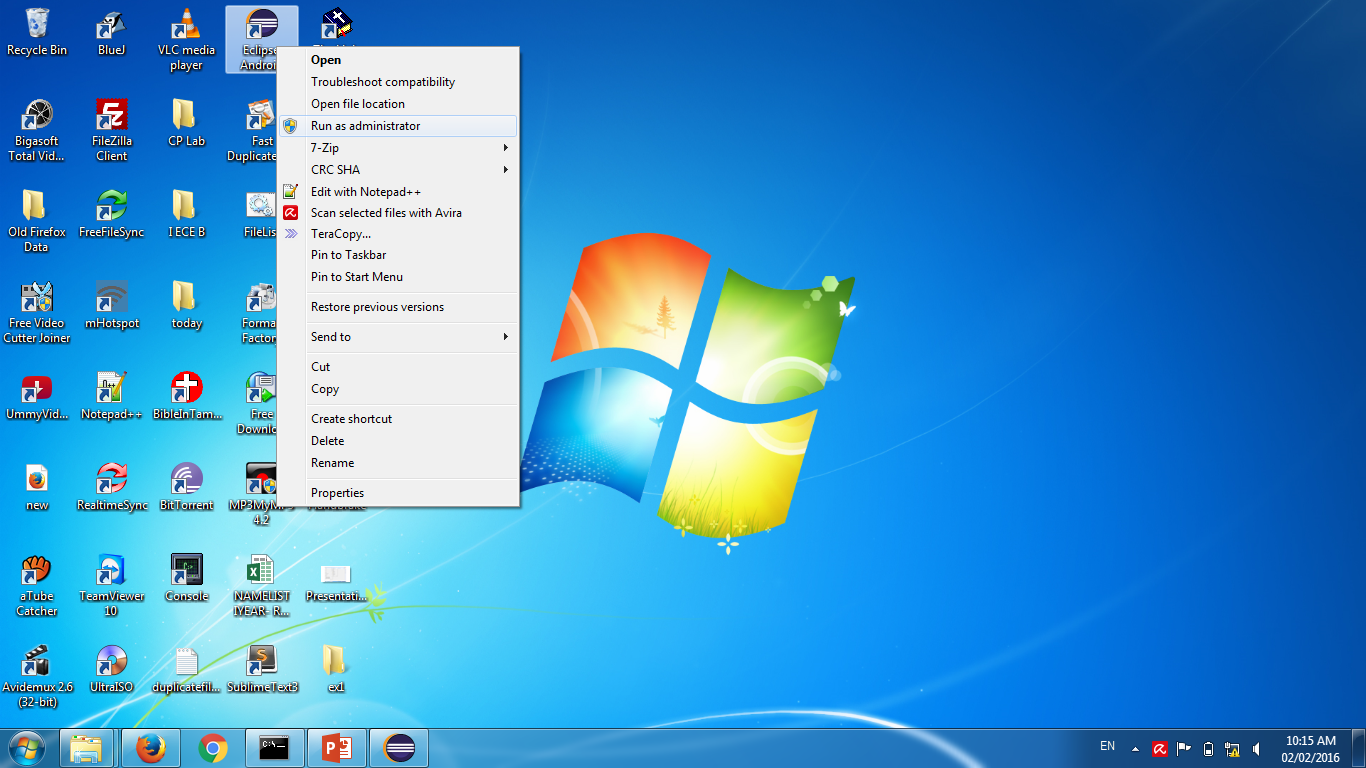 Recycle Bin
BlueJ
VLC media
player
Eclipse
Androi
Open
Troubleshoot compatibility
Open file location
Run as administrator
7-Zip
CRC SHA
Edit with Notepad++
Scan selected files with Avira
TeraCopy...
Pin to Taskbar
Pin to Start Menu
Restore previous versions
Send to
Cut
Copy
Create shortcut
Delete
Rename
Properties
Bigasoft
Total Vid...
FileZilla
Client
CP Lab
Fast
Duplicate
Old Firefox
Data
FreeFileSync
I ECE B
FileLis
Free Video
Cutter Joiner
mHotspot
today
Forma
Factor
UmmyVid...
Notepad++
BibleInTam...
Free
Downlo
new
RealtimeSync
BitTorrent
MP3MyMP3
4.2
aTube
Catcher
TeamViewer
10
Console
NAMELIST
IYEAR- R...
Presentati...
Avidemux 2.6
(32-bit)
UltraISO
duplicatefil...
SublimeText3
ex1
C:\
EN
10:15 AM
02/02/2016